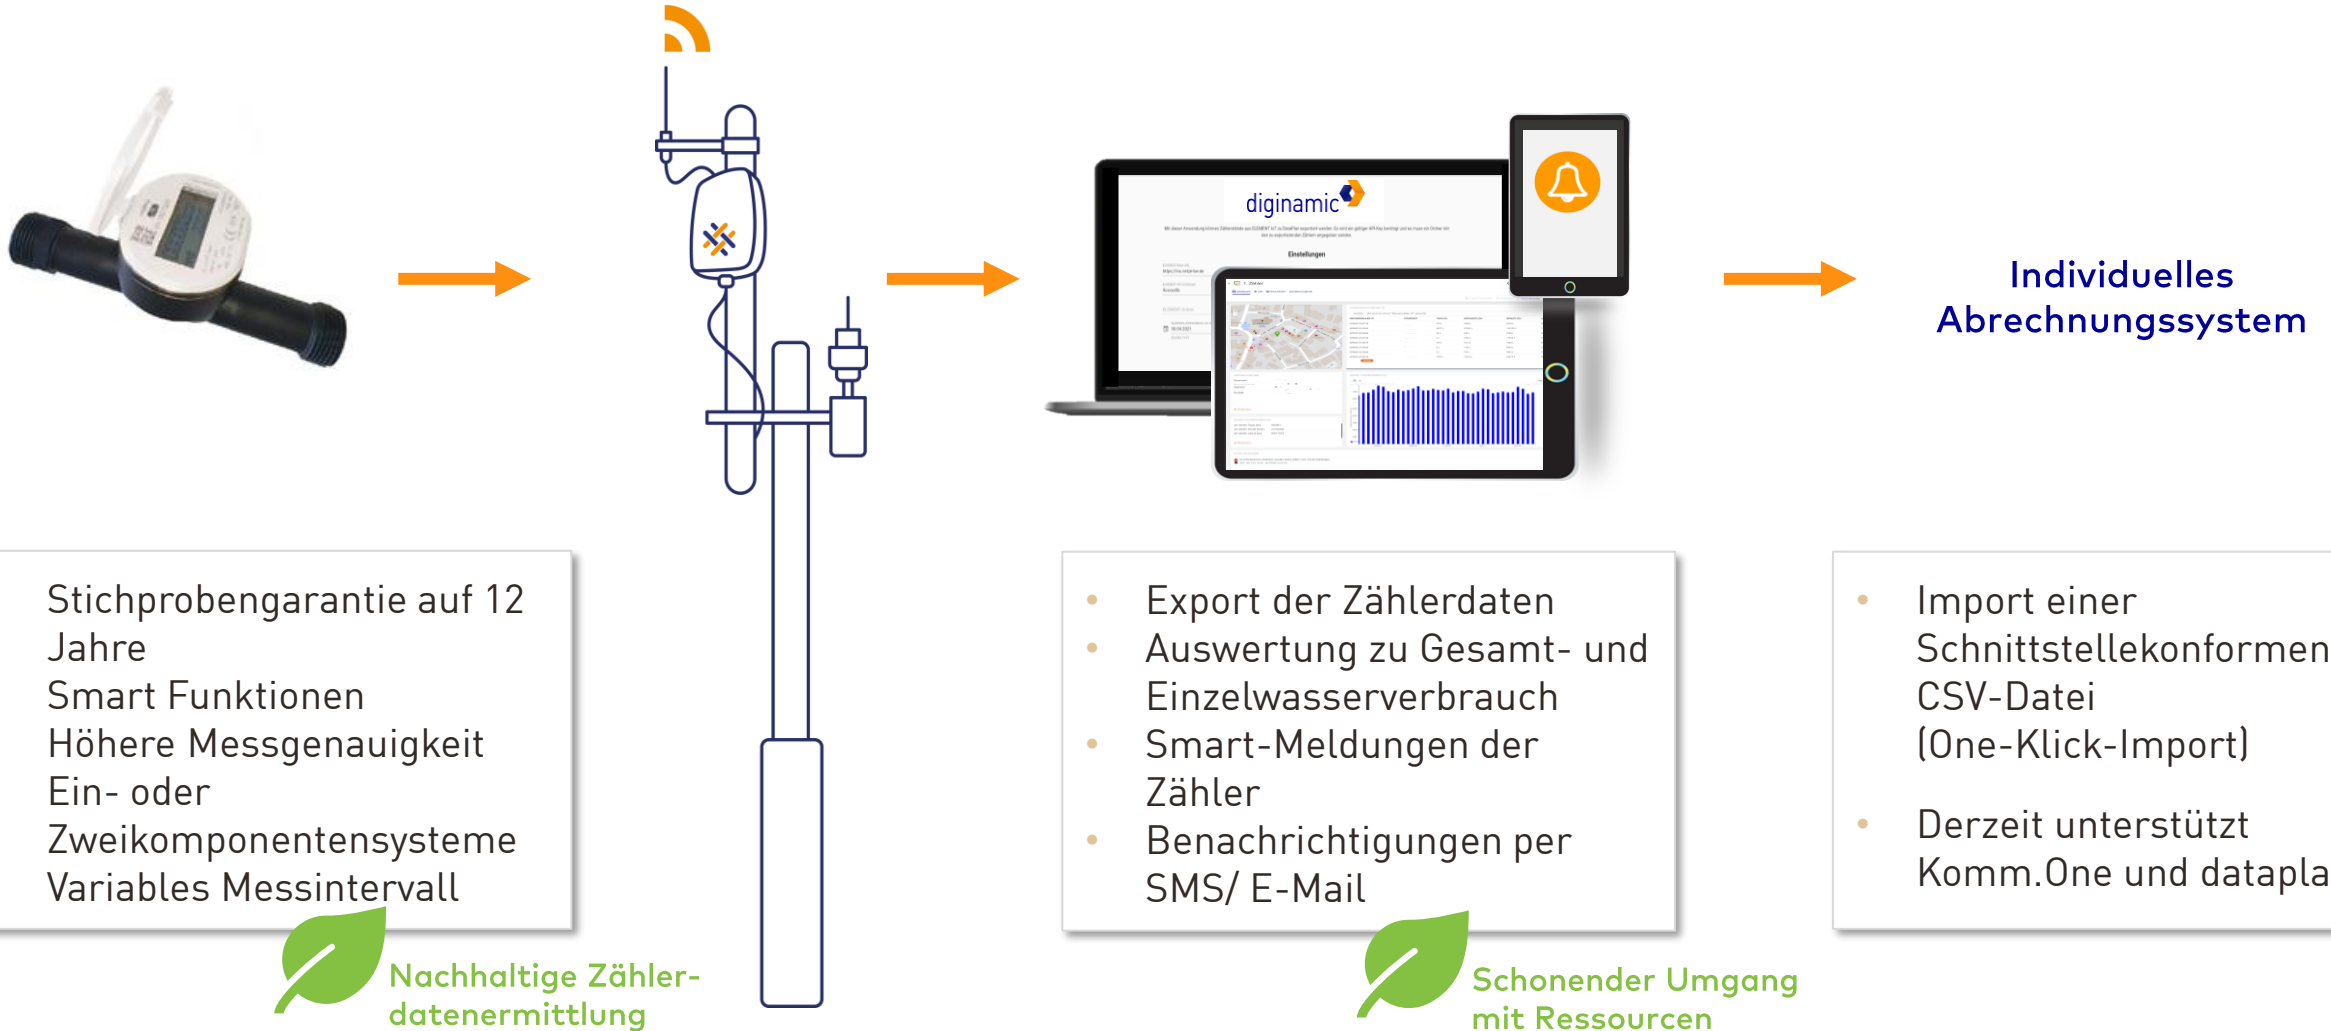 diginamic
Einstellungen
Individuelles
Abrechnungssystem
Stichprobengarantie auf 12
Jahre
Smart Funktionen
Höhere Messgenauigkeit
Ein- oder
Zweikomponentensysteme
Variables Messintervall
Nachhaltige Zähler-
datenermittlung
• Export der Zählerdaten
• Auswertung zu Gesamt- und
Einzelwasserverbrauch
• Smart-Meldungen der
Zähler
• Benachrichtigungen per
SMS/ E-Mail
Schonender Umgang
mit Ressourcen
• Import einer
Schnittstellekonformen
CSV-Datei
(One-Klick-Import)
• Derzeit unterstützt
Komm.One und datapla